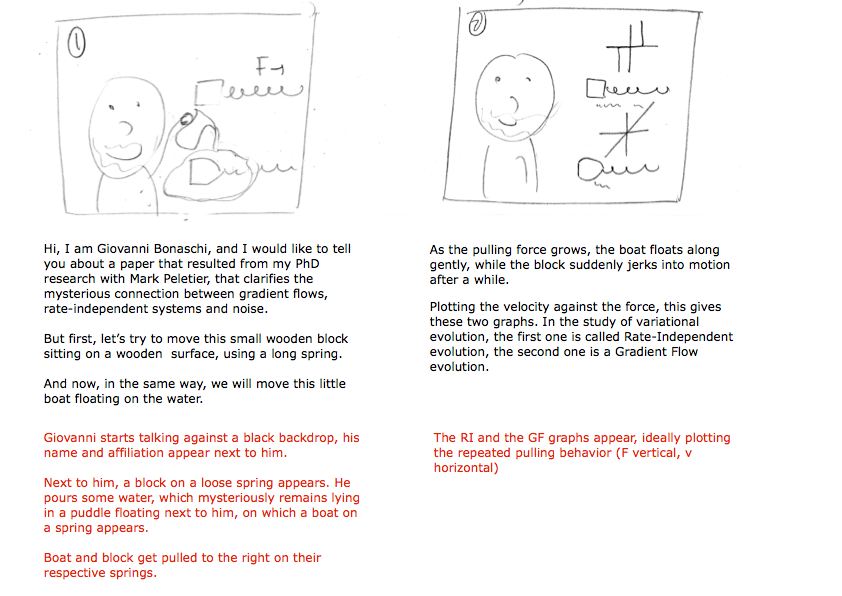 1
F→
Hi, I am Giovanni Bonaschi, and I would like to tell
you about a paper that resulted from my PhD
research with Mark Peletier, that clarifies the
mysterious connection between gradient flows,
rate-independent systems and noise.
But first, let's try to move this small wooden block
sitting on a wooden  surface, using a long spring.
And now, in the same way, we will move this little
boat floating on the water.
Giovanni starts talking against a black backdrop, his
name and affiliation appear next to him.
Next to him, a block on a loose spring appears. He
pours some water, which mysteriously remains lying
in a puddle floating next to him, on which a boat on
a spring appears.
Boat and block get pulled to the right on their
respective springs.
2
As the pulling force grows, the boat floats along
gently, while the block suddenly jerks into motion
after a while.
Plotting the velocity against the force, this gives
these two graphs. In the study of variational
evolution, the first one is called Rate-Independent
evolution, the second one is a Gradient Flow
evolution.
The RI and the GF graphs appear, ideally plotting
the repeated pulling behavior (F vertical, v
horizontal)